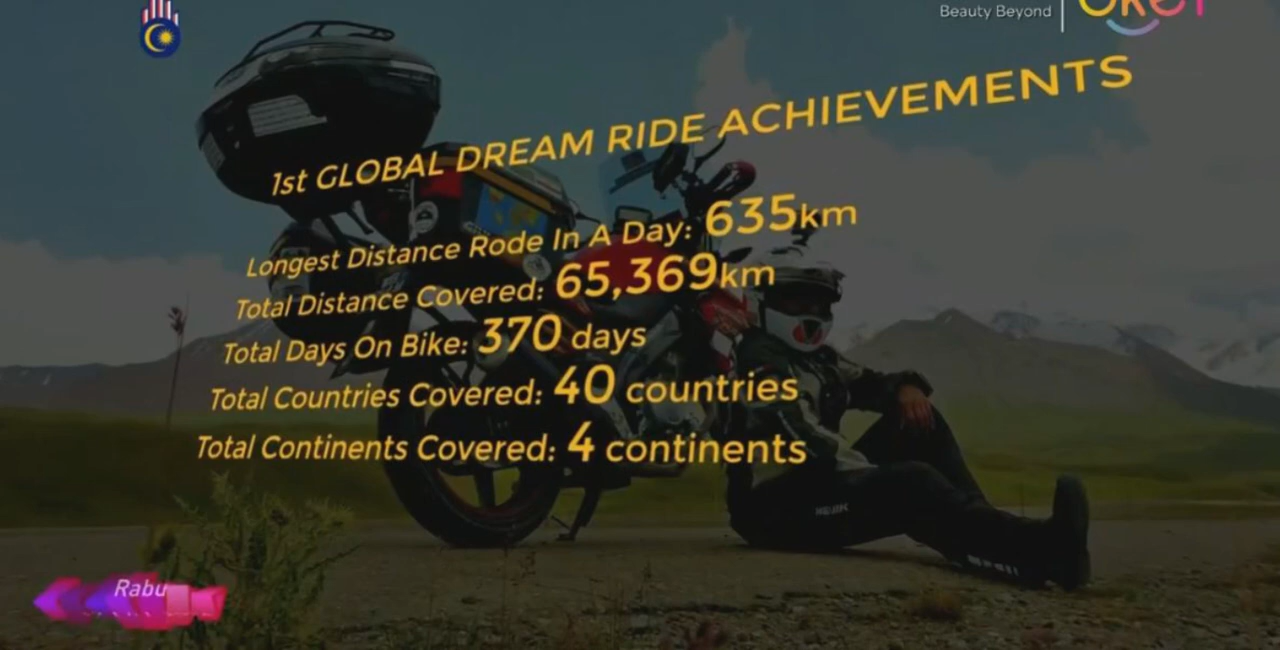 Beauty Beyond
1st GLOBAL DREAM RIDE ACHIEVEMENTS
Longest Distance Rode In A Day: 635km
Total Distance Covered: 65,369km
Total Days On Bike: 370 days
Total Countries Covered: 40 countries
Total Continents Covered: 4 continents
Rabu